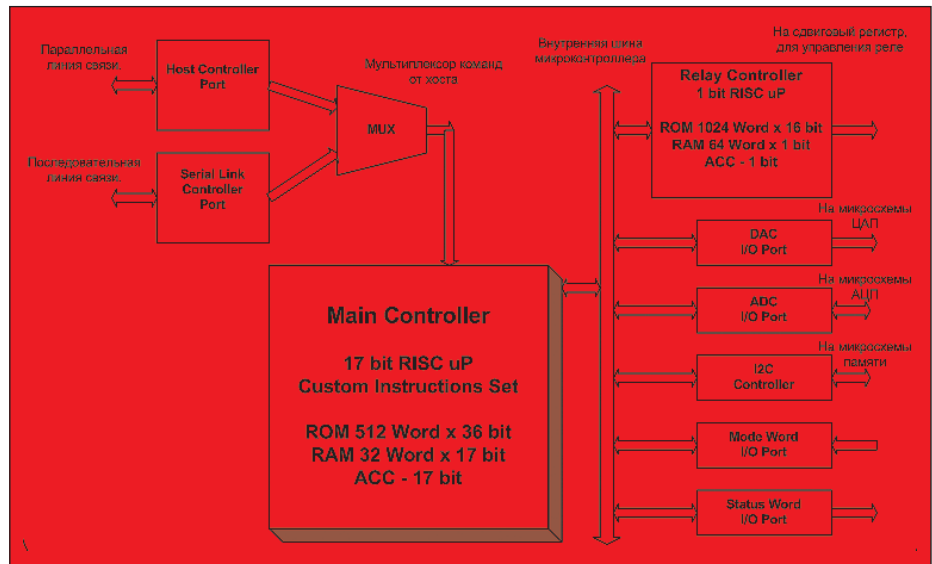 Параллельная
линия связи.
Host Controller
Port
Мультиплексор команд
от хоста
MUX
Последовательная
линия связи.
Serial Link
Controller
Port
Main Controller
17 bit RISC uP
Custom Instructions Set
ROM 512 Word x 36 bit
RAM 32 Word x 17 bit
ACC - 17 bit
Внутренняя шина
микроконтроллера
На сдвиговый регистр,
для управления реле
Relay Controller
1 bit RISC uP
ROM 1024 Word x 16 bit
RAM 64 Word x 1 bit
ACC - 1 bit
На микросхемы
ЦАП
DAC
I/O Port
На микросхемы
АЦП
ADC
I/O Port
На микросхемы
памяти
I2C
Controller
Mode Word
I/O Port
Status Word
I/O Port